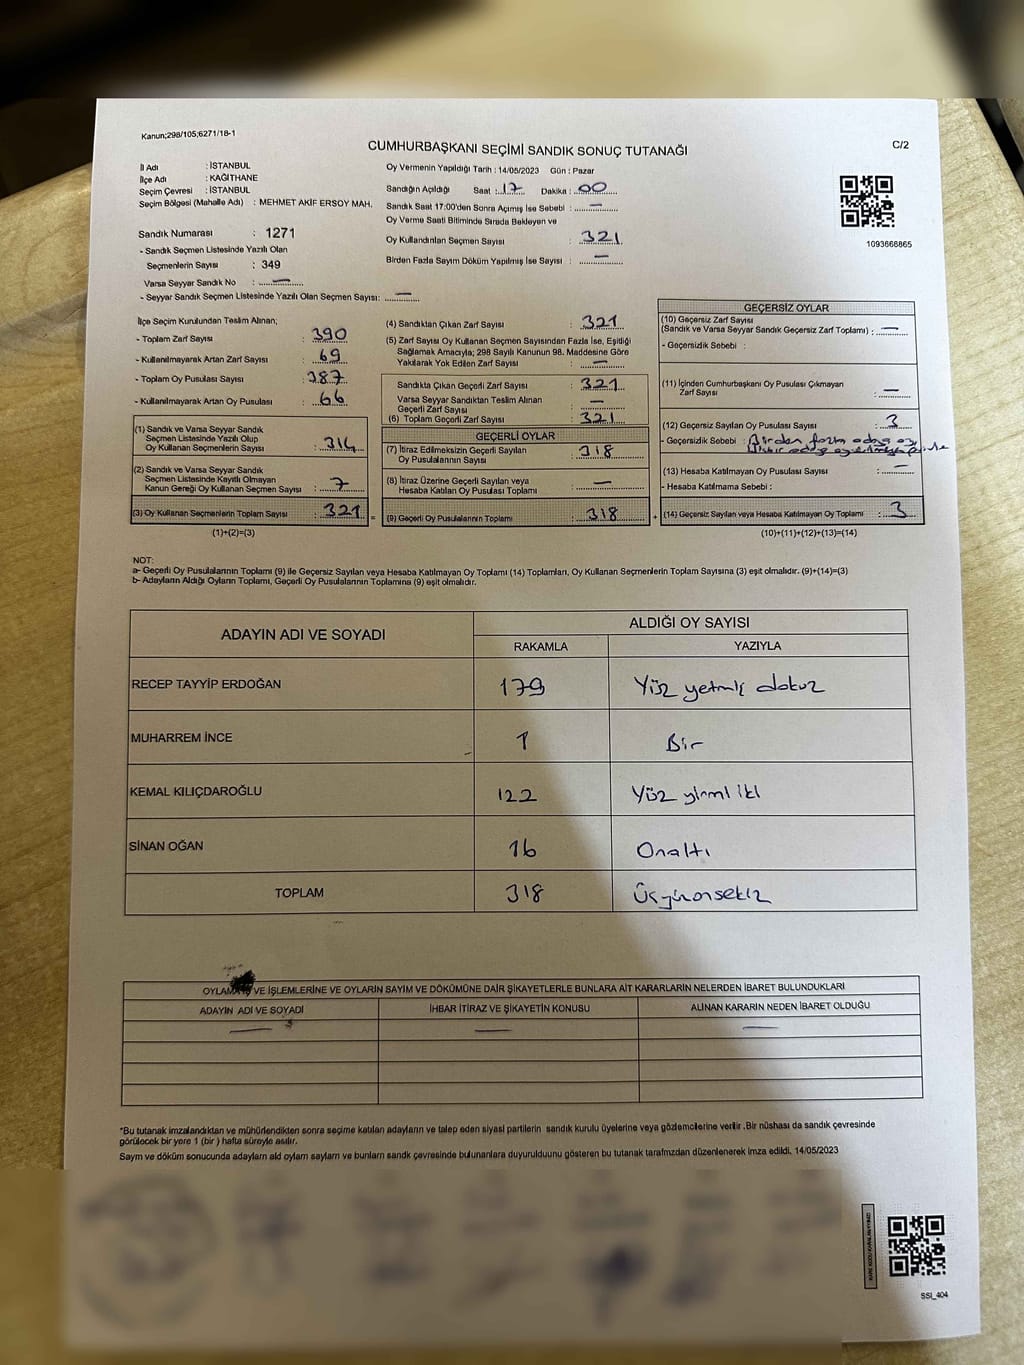 Kanun;298/105;6271/18-1
CUMHURBAŞKANI SEÇİMİ SANDIK SONUÇ TUTANAĞI
C/2
İl Adı : İSTANBUL
İlçe Adı : KAĞITHANE
Seçim Çevresi : İSTANBUL
Seçim Bölgesi (Mahalle Adı) : MEHMET AKİF ERSOY MAH.
Sandık Numarası : 1271
- Sandık Seçmen Listesinde Yazılı Olan
Seçmenlerin Sayısı : 349
Varsa Seyyar Sandık No : —
- Seyyar Sandık Seçmen Listesinde Yazılı Olan Seçmen Sayısı: —
Oy Vermenin Yapıldığı Tarih : 14/05/2023 Gün : Pazar
Sandığın Açıldığı Saat : 17 Dakika : 00
Sandık Saat 17:00'den Sonra Açımış İse Sebebi : —
Oy Verme Saati Bitiminde Sırada Bekleyen ve
Oy Kullandırılan Seçmen Sayısı : 321
Birden Fazla Sayım Döküm Yapılmış İse Sayısı : —
1093668865
İlçe Seçim Kurulundan Teslim Alınan;
- Toplam Zarf Sayısı : 390
- Kullanılmayarak Artan Zarf Sayısı : 69
- Toplam Oy Pusulası Sayısı : 387
- Kullanılmayarak Artan Oy Pusulası : 66
(1) Sandık ve Varsa Seyyar Sandık
Seçmen Listesinde Yazılı Olup
Oy Kullanan Seçmenlerin Sayısı : 314
(2) Sandık ve Varsa Seyyar Sandık
Seçmen Listesinde Kayıtlı Olmayan
Kanun Gereği Oy Kullanan Seçmen Sayısı : 7
(3) Oy Kullanan Seçmenlerin Toplam Sayısı : 321 =
(1)+(2)=(3)
(4) Sandıktan Çıkan Zarf Sayısı : 321
(5) Zarf Sayısı Oy Kullanan Seçmen Sayısından Fazla İse, Eşitliği
Sağlamak Amacıyla; 298 Sayılı Kanunun 98. Maddesine Göre
Yakılarak Yok Edilen Zarf Sayısı : —
Sandıkta Çıkan Geçerli Zarf Sayısı : 321
Varsa Seyyar Sandıktan Teslim Alınan
Geçerli Zarf Sayısı : —
(6) Toplam Geçerli Zarf Sayısı : 321
GEÇERLİ OYLAR
(7) İtiraz Edilmeksizin Geçerli Sayılan
Oy Pusulalarının Sayısı : 318
(8) İtiraz Üzerine Geçerli Sayılan veya
Hesaba Katılan Oy Pusulası Toplamı : —
(9) Geçerli Oy Pusulalarının Toplamı : 318 +
GEÇERSİZ OYLAR
(10) Geçersiz Zarf Sayısı
(Sandık ve Varsa Seyyar Sandık Geçersiz Zarf Toplamı) : —
- Geçersizlik Sebebi :
(11) İçinden Cumhurbaşkanı Oy Pusulası Çıkmayan
Zarf Sayısı : —
(12) Geçersiz Sayılan Oy Pusulası Sayısı : 3
- Geçersizlik Sebebi : Birden fazla adaya oy
(13) Hesaba Katılmayan Oy Pusulası Sayısı : —
- Hesaba Katılmama Sebebi :
(14) Geçersiz Sayılan veya Hesaba Katılmayan Oy Toplamı : 3
(10)+(11)+(12)+(13)=(14)
NOT:
a- Geçerli Oy Pusulalarının Toplamı (9) ile Geçersiz Sayılan veya Hesaba Katılmayan Oy Toplamı (14) Toplamları, Oy Kullanan Seçmenlerin Toplam Sayısına (3) eşit olmalıdır. (9)+(14)=(3)
b- Adayların Aldığı Oyların Toplamı, Geçerli Oy Pusulalarının Toplamına (9) eşit olmalıdır.
ADAYIN ADI VE SOYADI ALDIĞI OY SAYISI
RAKAMLA YAZIYLA
RECEP TAYYİP ERDOĞAN 179 Yüz yetmiş dokuz
MUHARREM İNCE 1 Bir
KEMAL KILIÇDAROĞLU 122 Yüz yirmi iki
SİNAN OĞAN 16 Onaltı
TOPLAM 318 Üçyüzonsekiz
OYLAMA İŞ VE İŞLEMLERİNE VE OYLARIN SAYIM VE DÖKÜMÜNE DAİR ŞİKAYETLERLE BUNLARA AİT KARARLARIN NELERDEN İBARET BULUNDUKLARI
ADAYIN ADI VE SOYADI İHBAR İTİRAZ VE ŞİKAYETİN KONUSU ALINAN KARARIN NEDEN İBARET OLDUĞU
— — —
*Bu tutanak imzalandıktan ve mühürlendikten sonra seçime katılan adayların ve talep eden siyasi partilerin sandık kurulu üyelerine veya gözlemcilerine verilir .Bir nüshası da sandık çevresinde
görülecek bir yere 1 (bir ) hafta süreyle asılır.
Sayım ve döküm sonucunda adayların ald oyların sayların ve bunların sandk çevresinde bulunanlara duyurulduunu gösteren bu tutanak tarafmzdan düzenlenerek imza edildi. 14/05/2023
SSI_404